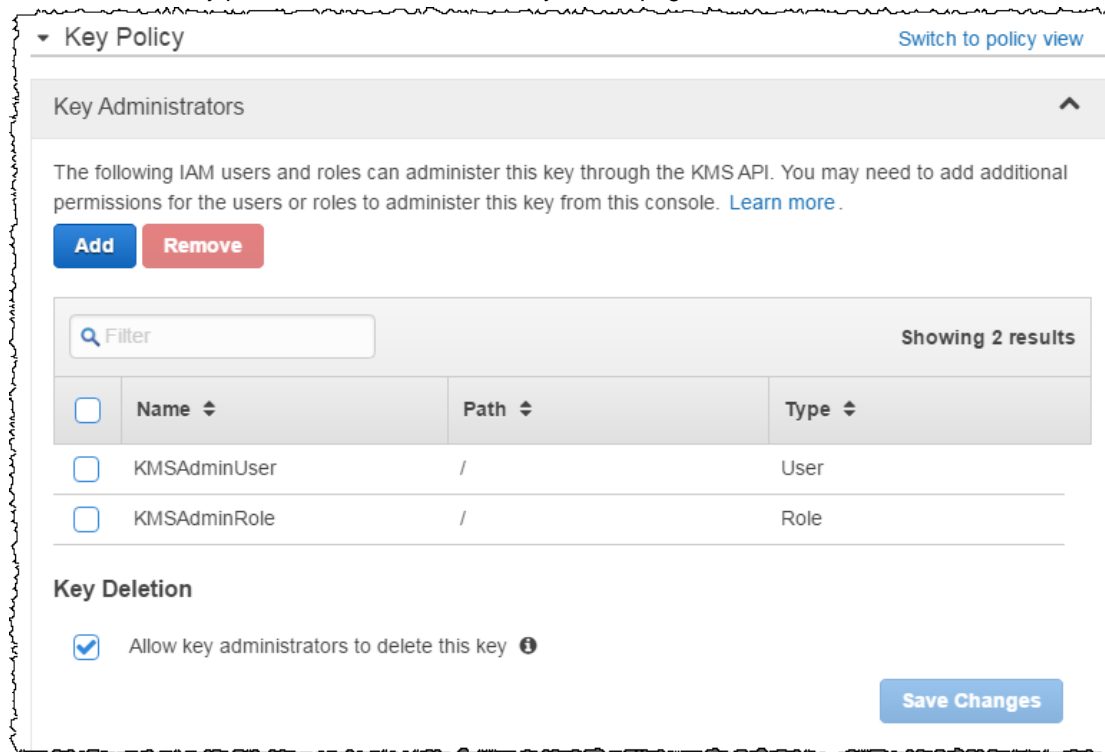 Key Policy Switch to policy view
Key Administrators
The following IAM users and roles can administer this key through the KMS API. You may need to add additional
permissions for the users or roles to administer this key from this console. Learn more.
Add Remove
Filter Showing 2 results
Name Path Type
KMSAdminUser / User
KMSAdminRole / Role
Key Deletion
Allow key administrators to delete this key
Save Changes